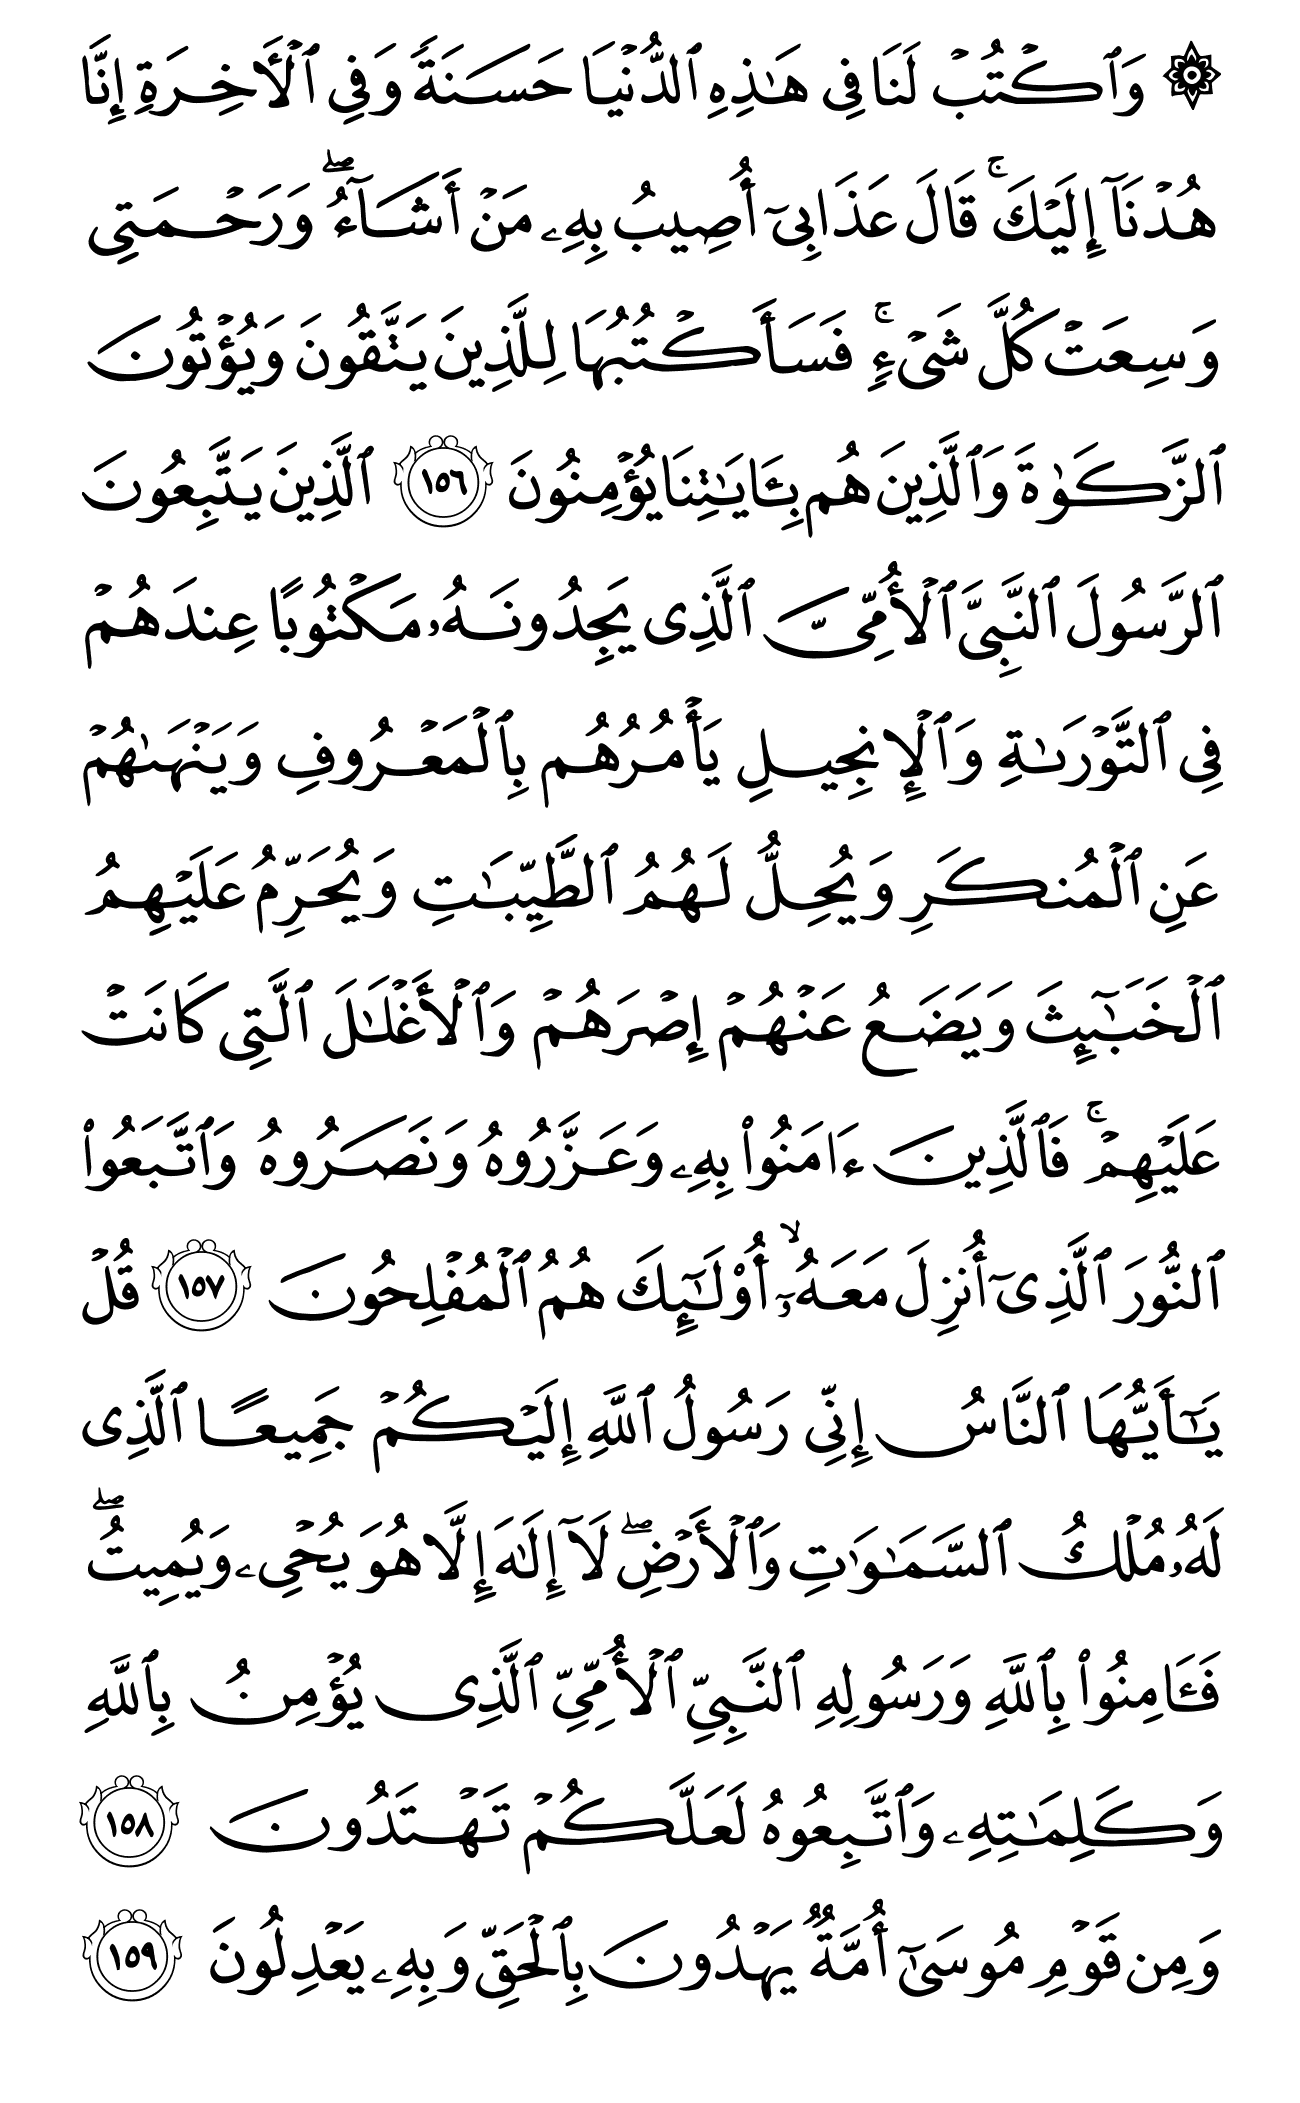 ۞ وَٱكۡتُبۡ لَنَا فِي هَٰذِهِ ٱلدُّنۡيَا حَسَنَةٗ وَفِي ٱلۡأٓخِرَةِ إِنَّا
هُدۡنَآ إِلَيۡكَۚ قَالَ عَذَابِيٓ أُصِيبُ بِهِۦ مَنۡ أَشَآءُۖ وَرَحۡمَتِي
وَسِعَتۡ كُلَّ شَيۡءٖۚ فَسَأَكۡتُبُهَا لِلَّذِينَ يَتَّقُونَ وَيُؤۡتُونَ
ٱلزَّكَوٰةَ وَٱلَّذِينَ هُم بِـَٔايَٰتِنَا يُؤۡمِنُونَ ١٥٦ ٱلَّذِينَ يَتَّبِعُونَ
ٱلرَّسُولَ ٱلنَّبِيَّ ٱلۡأُمِّيَّ ٱلَّذِي يَجِدُونَهُۥ مَكۡتُوبًا عِندَهُمۡ
فِي ٱلتَّوۡرَىٰةِ وَٱلۡإِنجِيلِ يَأۡمُرُهُم بِٱلۡمَعۡرُوفِ وَيَنۡهَىٰهُمۡ
عَنِ ٱلۡمُنكَرِ وَيُحِلُّ لَهُمُ ٱلطَّيِّبَٰتِ وَيُحَرِّمُ عَلَيۡهِمُ
ٱلۡخَبَٰٓئِثَ وَيَضَعُ عَنۡهُمۡ إِصۡرَهُمۡ وَٱلۡأَغۡلَٰلَ ٱلَّتِي كَانَتۡ
عَلَيۡهِمۡۚ فَٱلَّذِينَ ءَامَنُواْ بِهِۦ وَعَزَّرُوهُ وَنَصَرُوهُ وَٱتَّبَعُواْ
ٱلنُّورَ ٱلَّذِيٓ أُنزِلَ مَعَهُۥٓ ۙ أُوْلَٰٓئِكَ هُمُ ٱلۡمُفۡلِحُونَ ١٥٧ قُلۡ
يَٰٓأَيُّهَا ٱلنَّاسُ إِنِّي رَسُولُ ٱللَّهِ إِلَيۡكُمۡ جَمِيعًا ٱلَّذِي
لَهُۥ مُلۡكُ ٱلسَّمَٰوَٰتِ وَٱلۡأَرۡضِۖ لَآ إِلَٰهَ إِلَّا هُوَ يُحۡيِۦ وَيُمِيتُۖ
فَـَٔامِنُواْ بِٱللَّهِ وَرَسُولِهِ ٱلنَّبِيِّ ٱلۡأُمِّيِّ ٱلَّذِي يُؤۡمِنُ بِٱللَّهِ
وَكَلِمَٰتِهِۦ وَٱتَّبِعُوهُ لَعَلَّكُمۡ تَهۡتَدُونَ ١٥٨
وَمِن قَوۡمِ مُوسَىٰٓ أُمَّةٞ يَهۡدُونَ بِٱلۡحَقِّ وَبِهِۦ يَعۡدِلُونَ ١٥٩